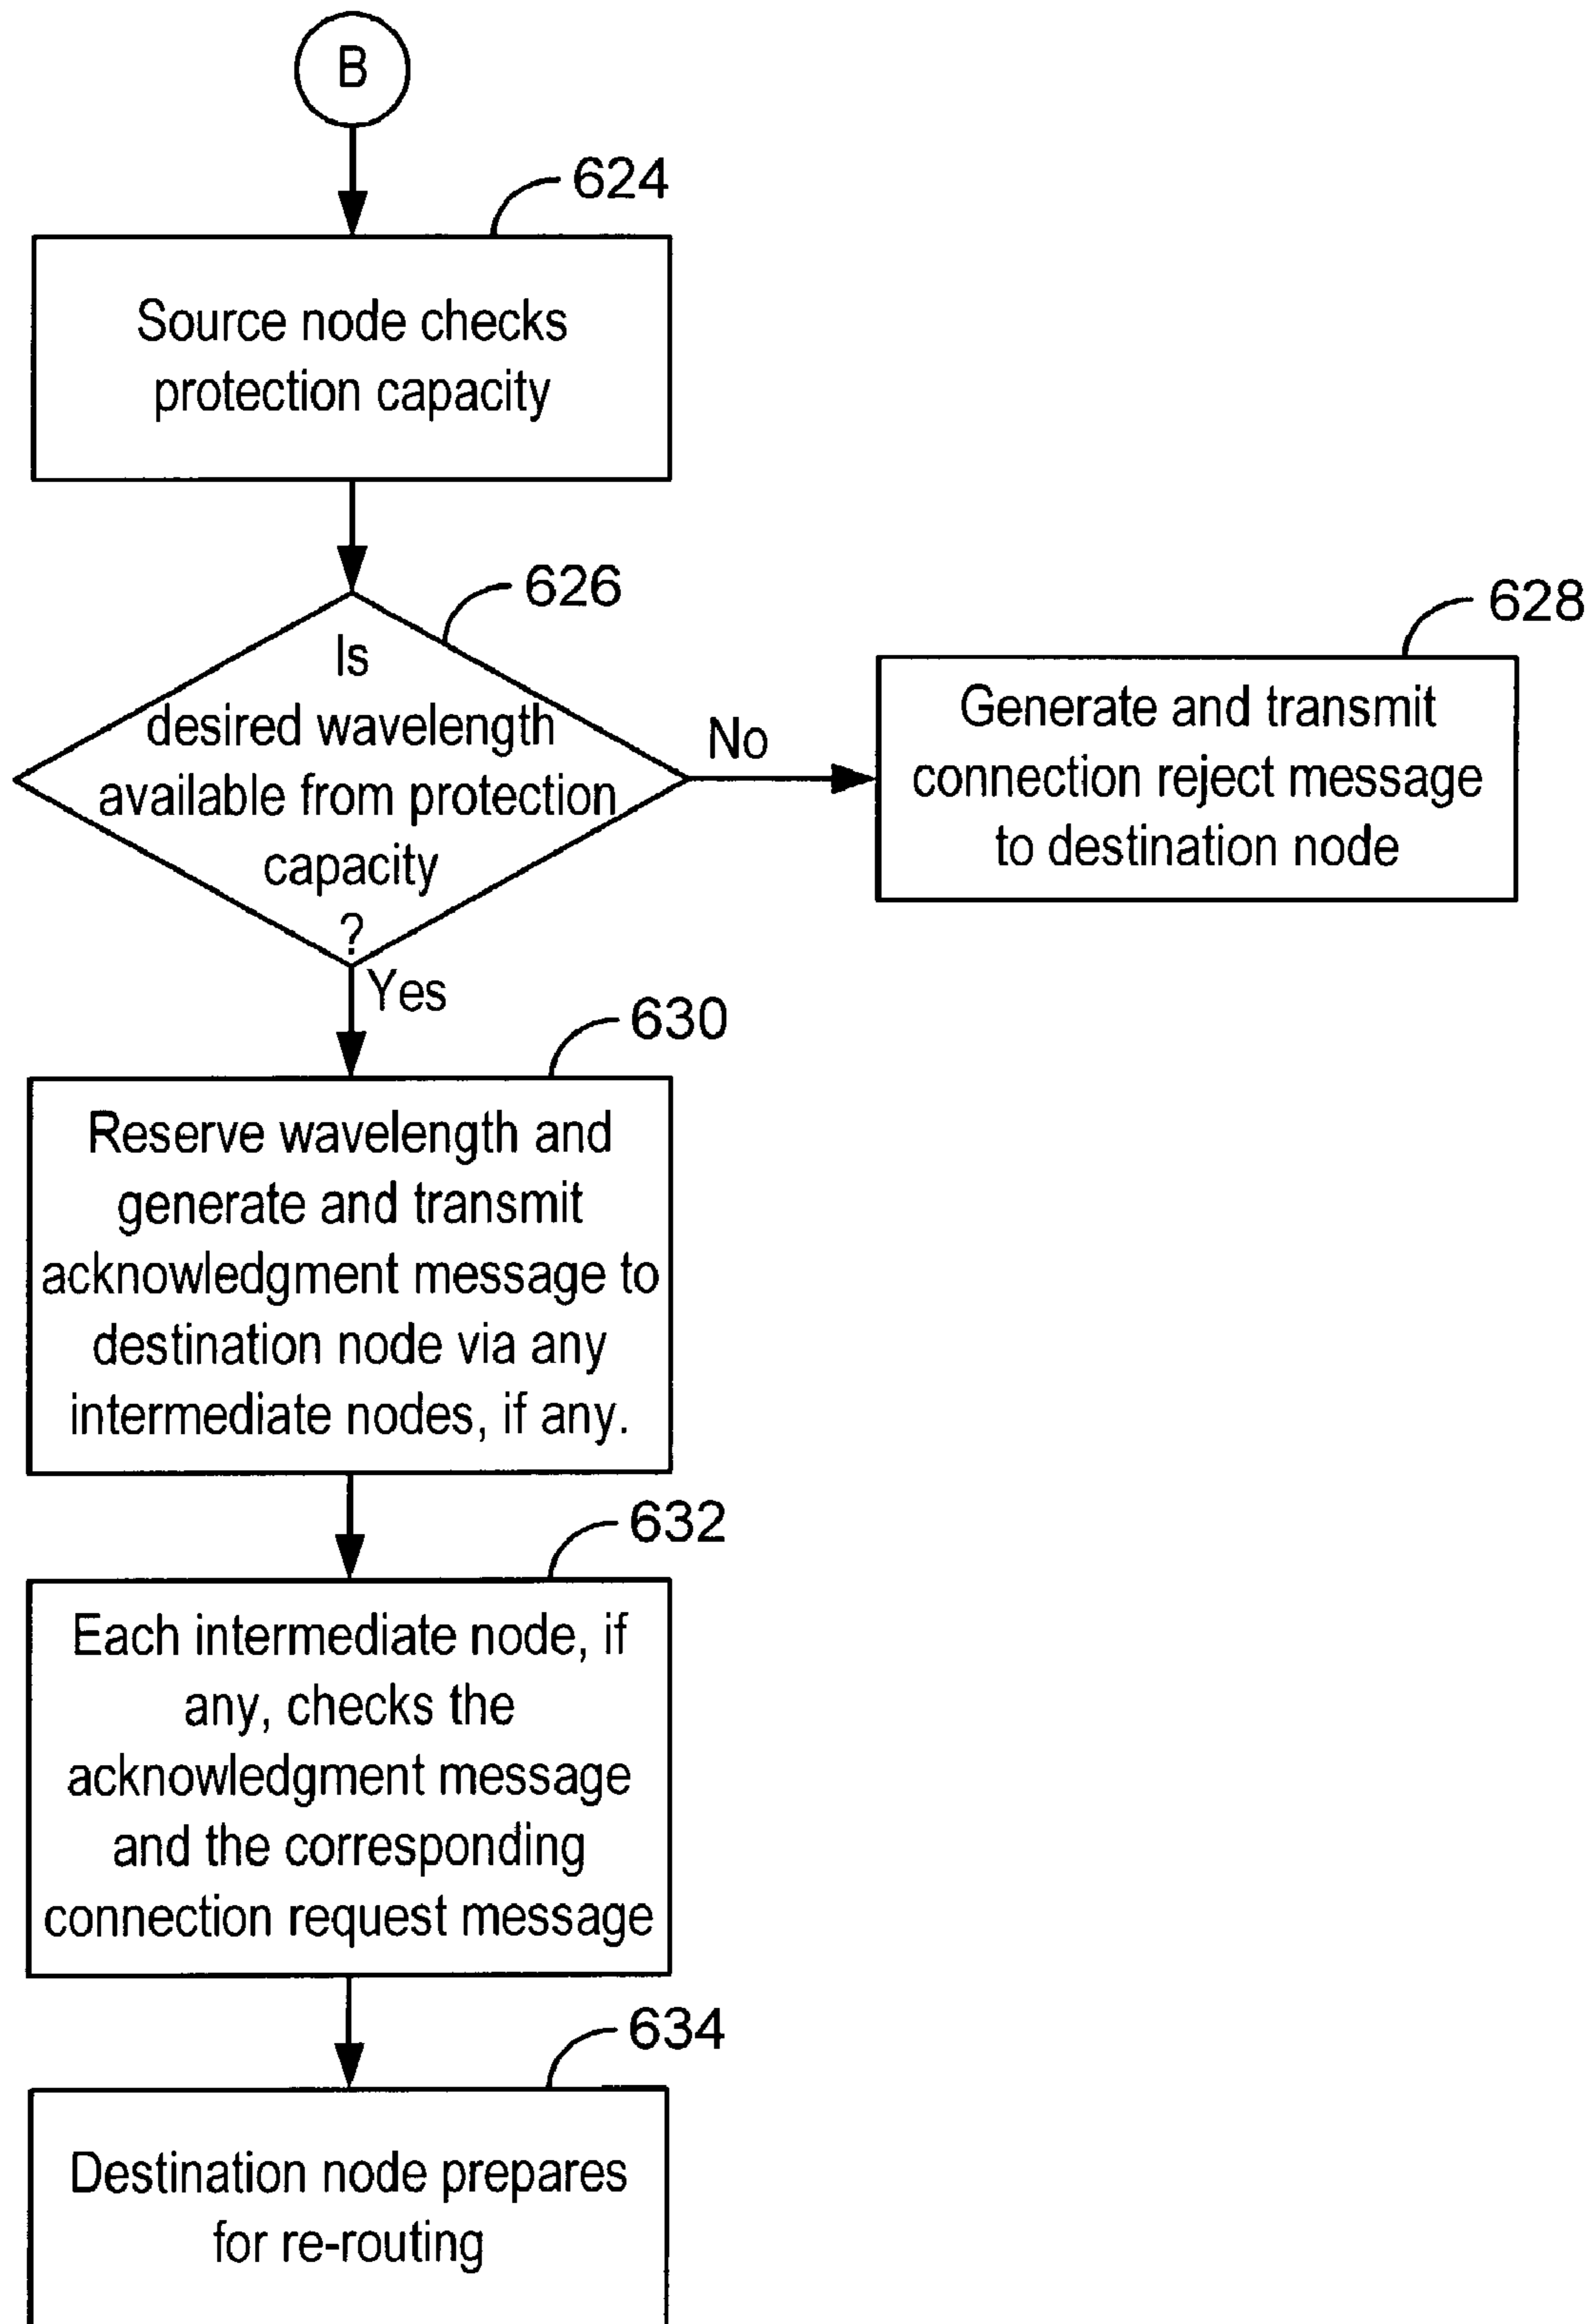 B
624
Source node checks
protection capacity
626
Is
desired wavelength
available from protection
capacity
?
No
628
Generate and transmit
connection reject message
to destination node
Yes
630
Reserve wavelength and
generate and transmit
acknowledgment message to
destination node via any
intermediate nodes, if any.
632
Each intermediate node, if
any, checks the
acknowledgment message
and the corresponding
connection request message
634
Destination node prepares
for re-routing